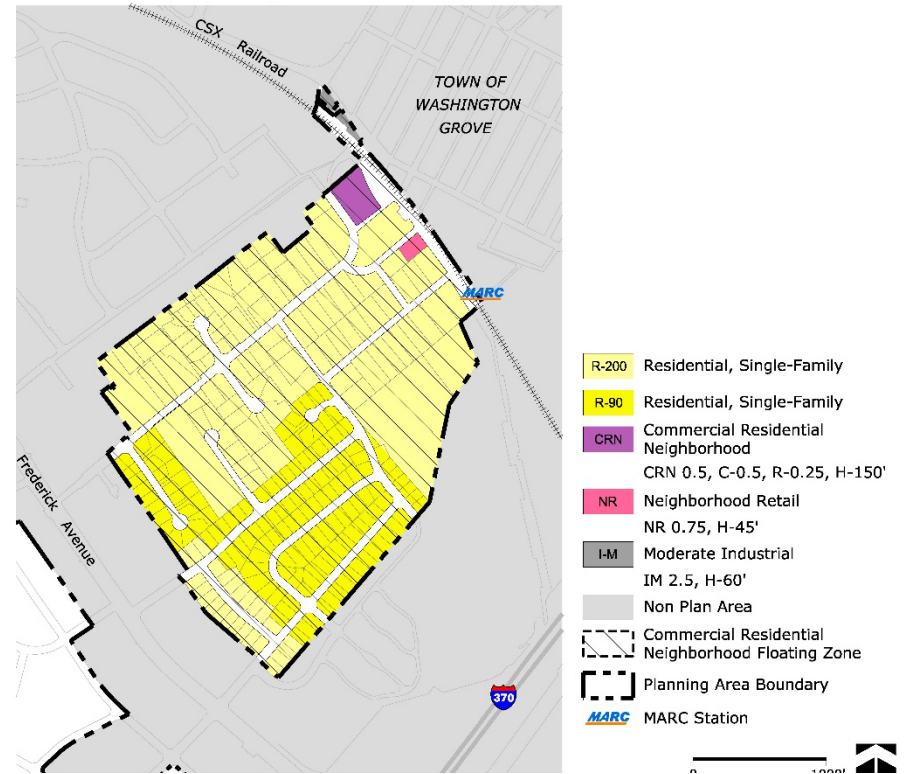 CSX Railroad
TOWN OF
WASHINGTON
GROVE
MARC
Frederick Avenue
370
R-200 Residential, Single-Family
R-90 Residential, Single-Family
CRN Commercial Residential
Neighborhood
CRN 0.5, C-0.5, R-0.25, H-150'
NR Neighborhood Retail
NR 0.75, H-45'
I-M Moderate Industrial
IM 2.5, H-60'
Non Plan Area
Commercial Residential
Neighborhood Floating Zone
Planning Area Boundary
MARC MARC Station